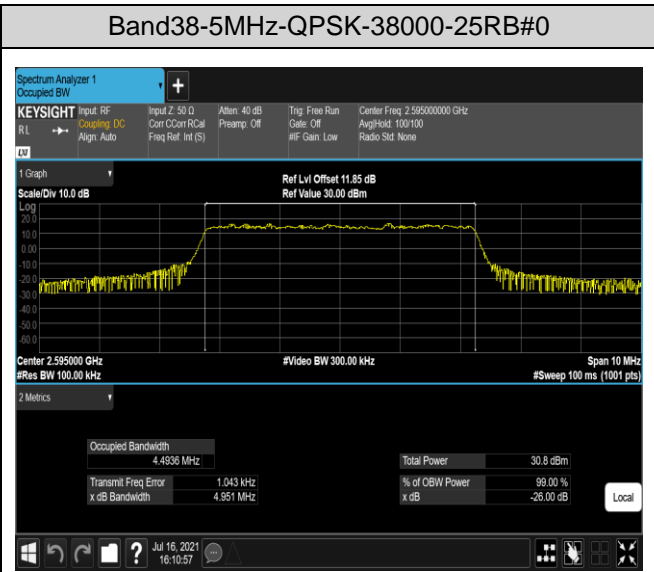 Band38-5MHz-QPSK-38000-25RB#0
Spectrum Analyzer 1
Occupied BW
+
KEYSIGHT Input: RF Input Z: 50 Ω Atten: 40 dB Trig: Free Run Center Freq: 2.595000000 GHz
RL Coupling: DC Corr CCorr RCal Preamp: Off Gate: Off Avg|Hold: 100/100
Align: Auto Freq Ref: Int (S) #IF Gain: Low Radio Std: None
LXI
1 Graph Ref Lvl Offset 11.85 dB
Scale/Div 10.0 dB Ref Value 30.00 dBm
Log
20.0
10.0
0.00
-10.0
-20.0
-30.0
-40.0
-50.0
-60.0
Center 2.595000 GHz #Video BW 300.00 kHz Span 10 MHz
#Res BW 100.00 kHz #Sweep 100 ms (1001 pts)
2 Metrics
Occupied Bandwidth
4.4936 MHz Total Power 30.8 dBm
Transmit Freq Error 1.043 kHz % of OBW Power 99.00 %
x dB Bandwidth 4.951 MHz x dB -26.00 dB
Local
? Jul 16, 2021
16:10:57